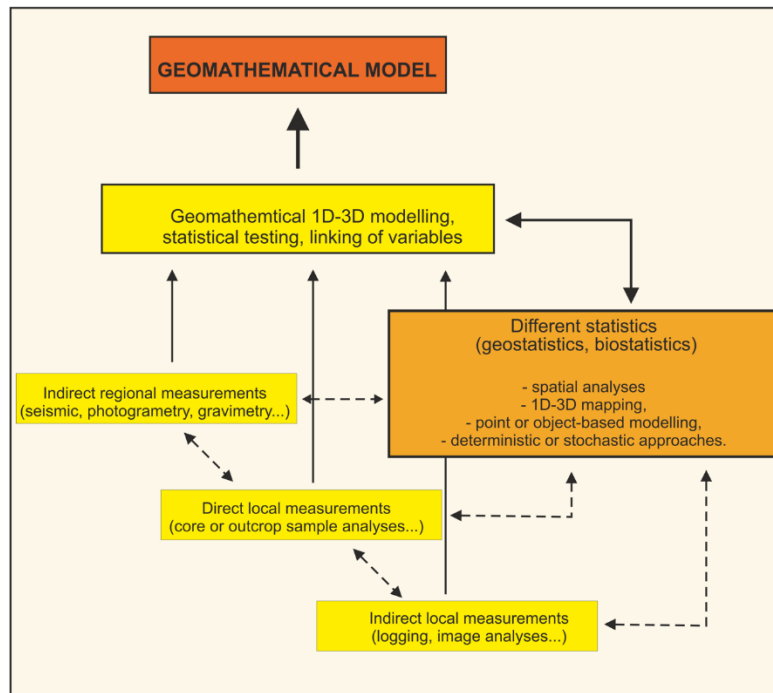 GEOMATHEMATICAL MODEL
Geomathemtical 1D-3D modelling,
statistical testing, linking of variables
Different statistics
(geostatistics, biostatistics)
- spatial analyses
- 1D-3D mapping,
- point or object-based modelling,
- deterministic or stochastic approaches.
Indirect regional measurements
(seismic, photogrametry, gravimetry...)
Direct local measurements
(core or outcrop sample analyses...)
Indirect local measurements
(logging, image analyses...)